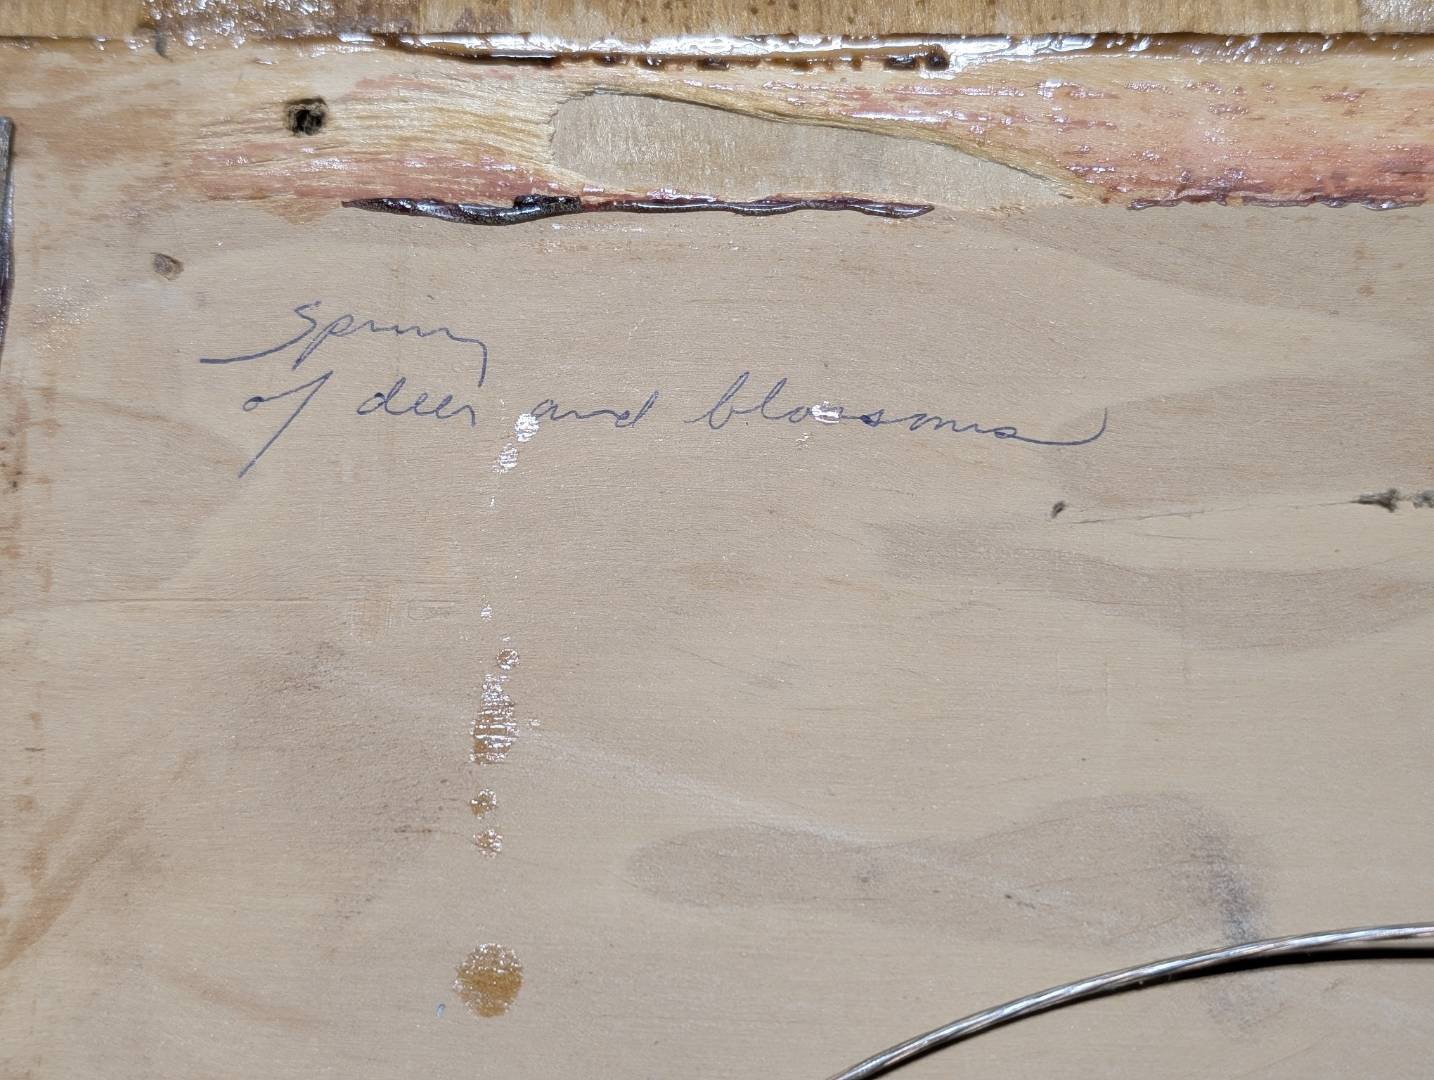 Spring
of deer and blossoms